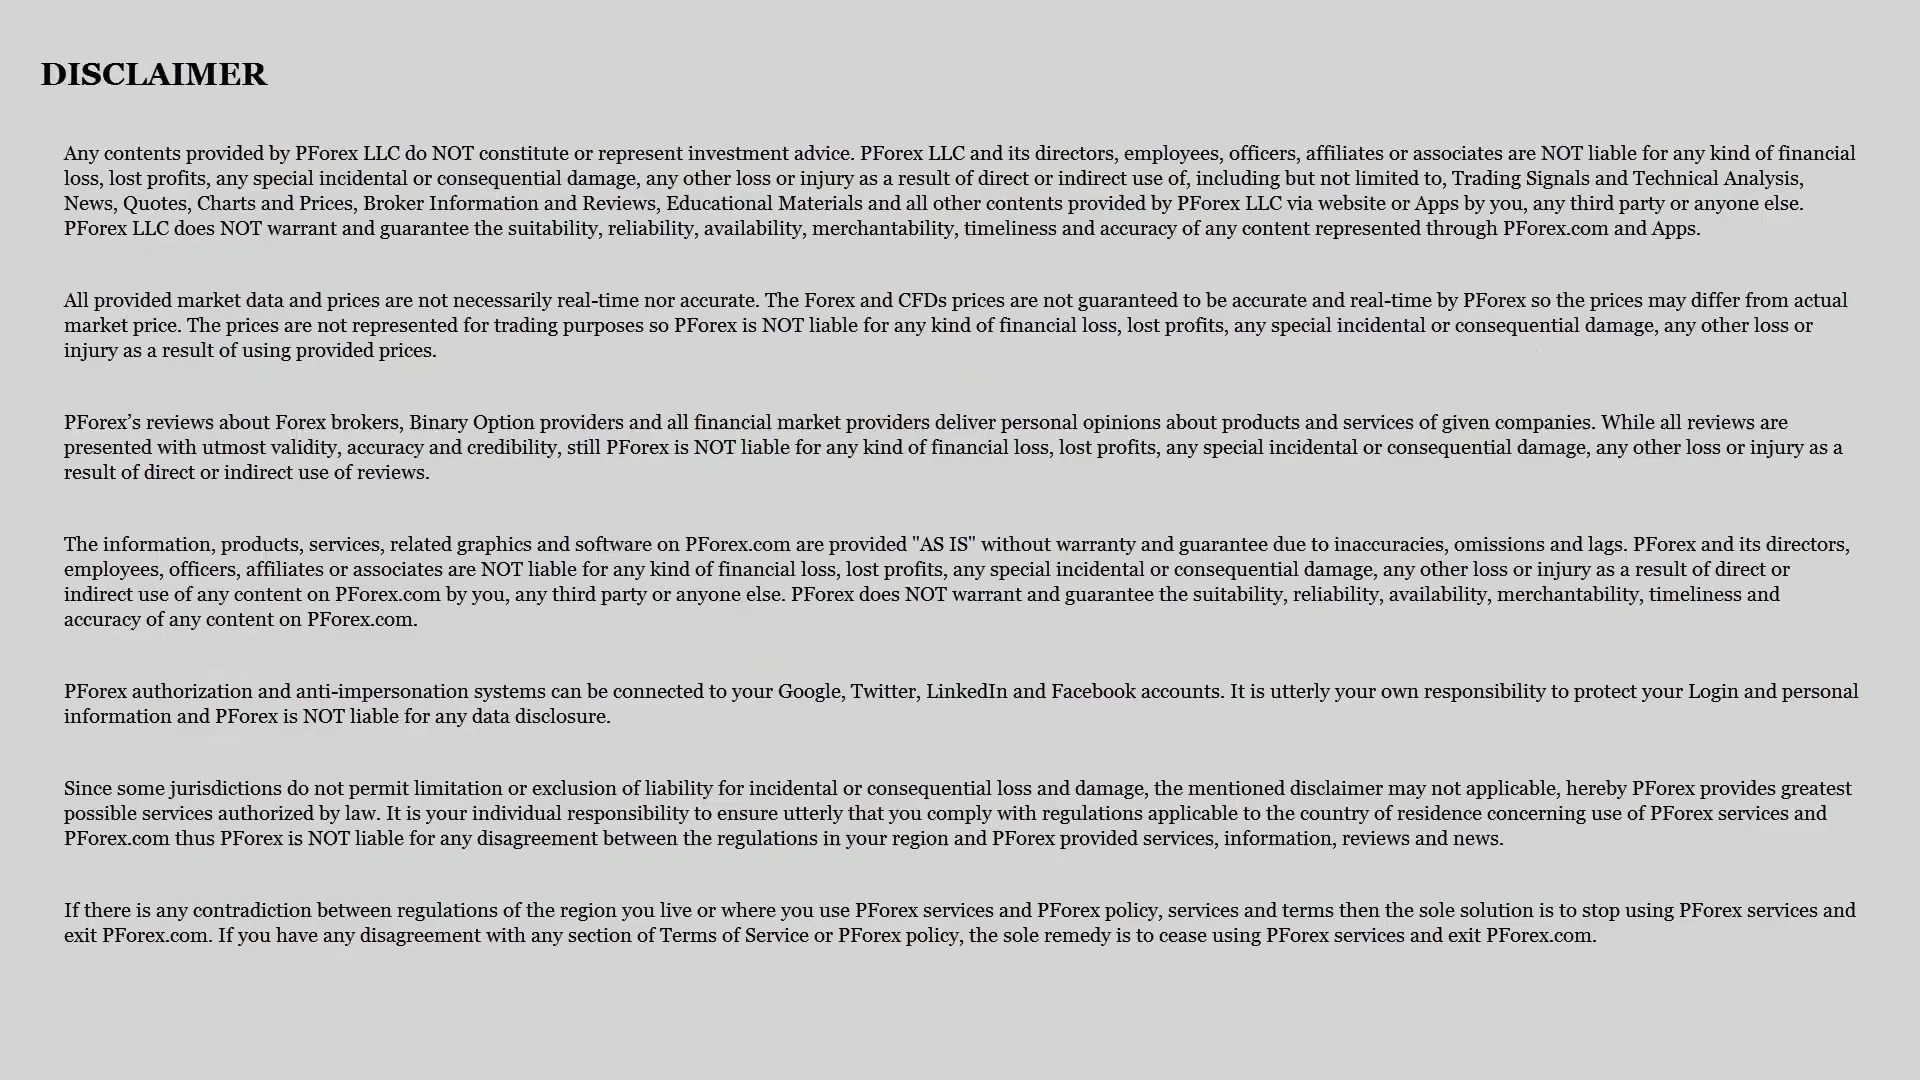 DISCLAIMER
Any contents provided by PForex LLC do NOT constitute or represent investment advice. PForex LLC and its directors, employees, officers, affiliates or associates are NOT liable for any kind of financial
loss, lost profits, any special incidental or consequential damage, any other loss or injury as a result of direct or indirect use of, including but not limited to, Trading Signals and Technical Analysis,
News, Quotes, Charts and Prices, Broker Information and Reviews, Educational Materials and all other contents provided by PForex LLC via website or Apps by you, any third party or anyone else.
PForex LLC does NOT warrant and guarantee the suitability, reliability, availability, merchantability, timeliness and accuracy of any content represented through PForex.com and Apps.
All provided market data and prices are not necessarily real-time nor accurate. The Forex and CFDs prices are not guaranteed to be accurate and real-time by PForex so the prices may differ from actual
market price. The prices are not represented for trading purposes so PForex is NOT liable for any kind of financial loss, lost profits, any special incidental or consequential damage, any other loss or
injury as a result of using provided prices.
PForex’s reviews about Forex brokers, Binary Option providers and all financial market providers deliver personal opinions about products and services of given companies. While all reviews are
presented with utmost validity, accuracy and credibility, still PForex is NOT liable for any kind of financial loss, lost profits, any special incidental or consequential damage, any other loss or injury as a
result of direct or indirect use of reviews.
The information, products, services, related graphics and software on PForex.com are provided "AS IS" without warranty and guarantee due to inaccuracies, omissions and lags. PForex and its directors,
employees, officers, affiliates or associates are NOT liable for any kind of financial loss, lost profits, any special incidental or consequential damage, any other loss or injury as a result of direct or
indirect use of any content on PForex.com by you, any third party or anyone else. PForex does NOT warrant and guarantee the suitability, reliability, availability, merchantability, timeliness and
accuracy of any content on PForex.com.
PForex authorization and anti-impersonation systems can be connected to your Google, Twitter, LinkedIn and Facebook accounts. It is utterly your own responsibility to protect your Login and personal
information and PForex is NOT liable for any data disclosure.
Since some jurisdictions do not permit limitation or exclusion of liability for incidental or consequential loss and damage, the mentioned disclaimer may not applicable, hereby PForex provides greatest
possible services authorized by law. It is your individual responsibility to ensure utterly that you comply with regulations applicable to the country of residence concerning use of PForex services and
PForex.com thus PForex is NOT liable for any disagreement between the regulations in your region and PForex provided services, information, reviews and news.
If there is any contradiction between regulations of the region you live or where you use PForex services and PForex policy, services and terms then the sole solution is to stop using PForex services and
exit PForex.com. If you have any disagreement with any section of Terms of Service or PForex policy, the sole remedy is to cease using PForex services and exit PForex.com.